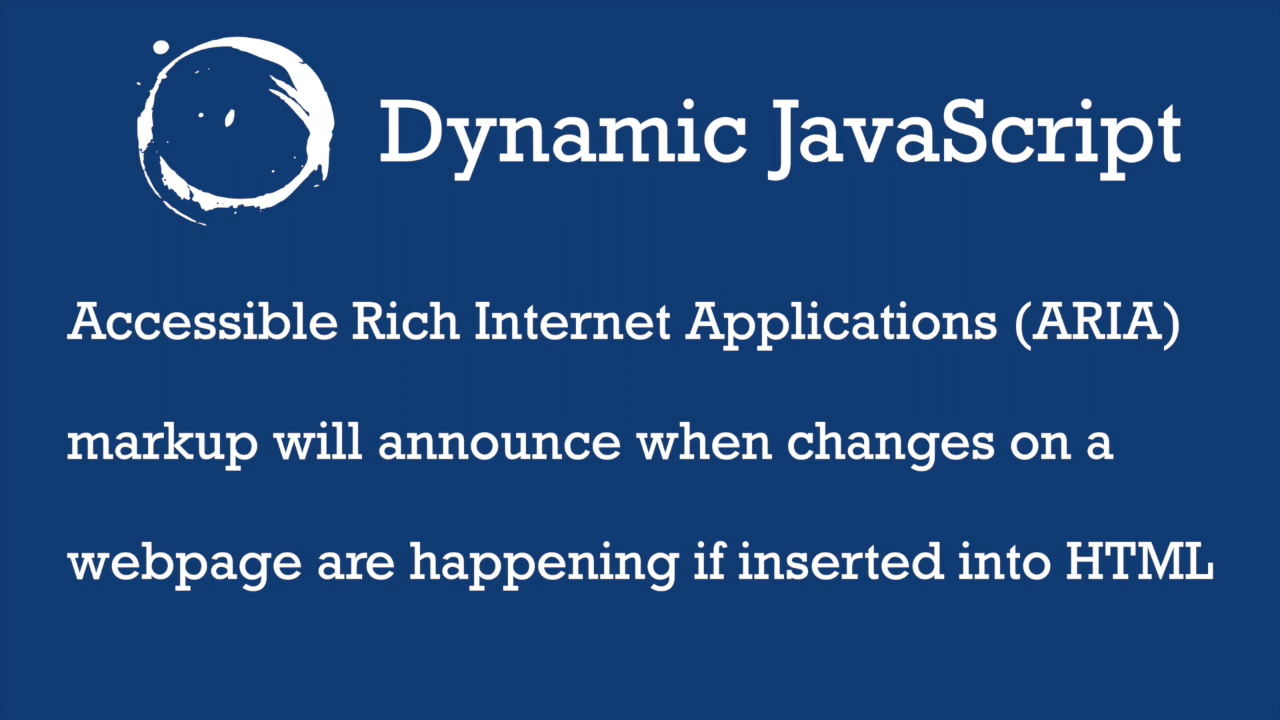 Dynamic JavaScript
Accessible Rich Internet Applications (ARIA)
markup will announce when changes on a
webpage are happening if inserted into HTML